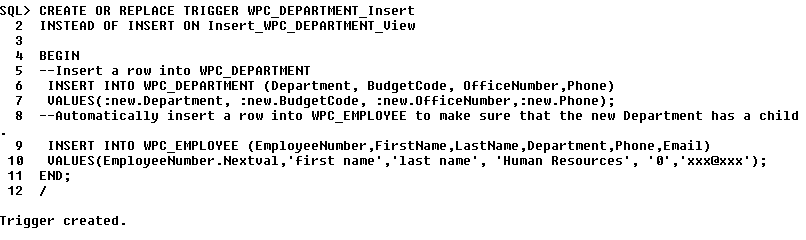 SQL> CREATE OR REPLACE TRIGGER WPC_DEPARTMENT_Insert
2 INSTEAD OF INSERT ON Insert_WPC_DEPARTMENT_View
3
4 BEGIN
5 --Insert a row into WPC_DEPARTMENT
6 INSERT INTO WPC_DEPARTMENT (Department, BudgetCode, OfficeNumber,Phone)
7 VALUES(:new.Department, :new.BudgetCode, :new.OfficeNumber,:new.Phone);
8 --Automatically insert a row into WPC_EMPLOYEE to make sure that the new Department has a child
.
9 INSERT INTO WPC_EMPLOYEE (EmployeeNumber,FirstName,LastName,Department,Phone,Email)
10 VALUES(EmployeeNumber.Nextval,'first name','last name', 'Human Resources', '0','xxx@xxx');
11 END;
12 /
Trigger created.